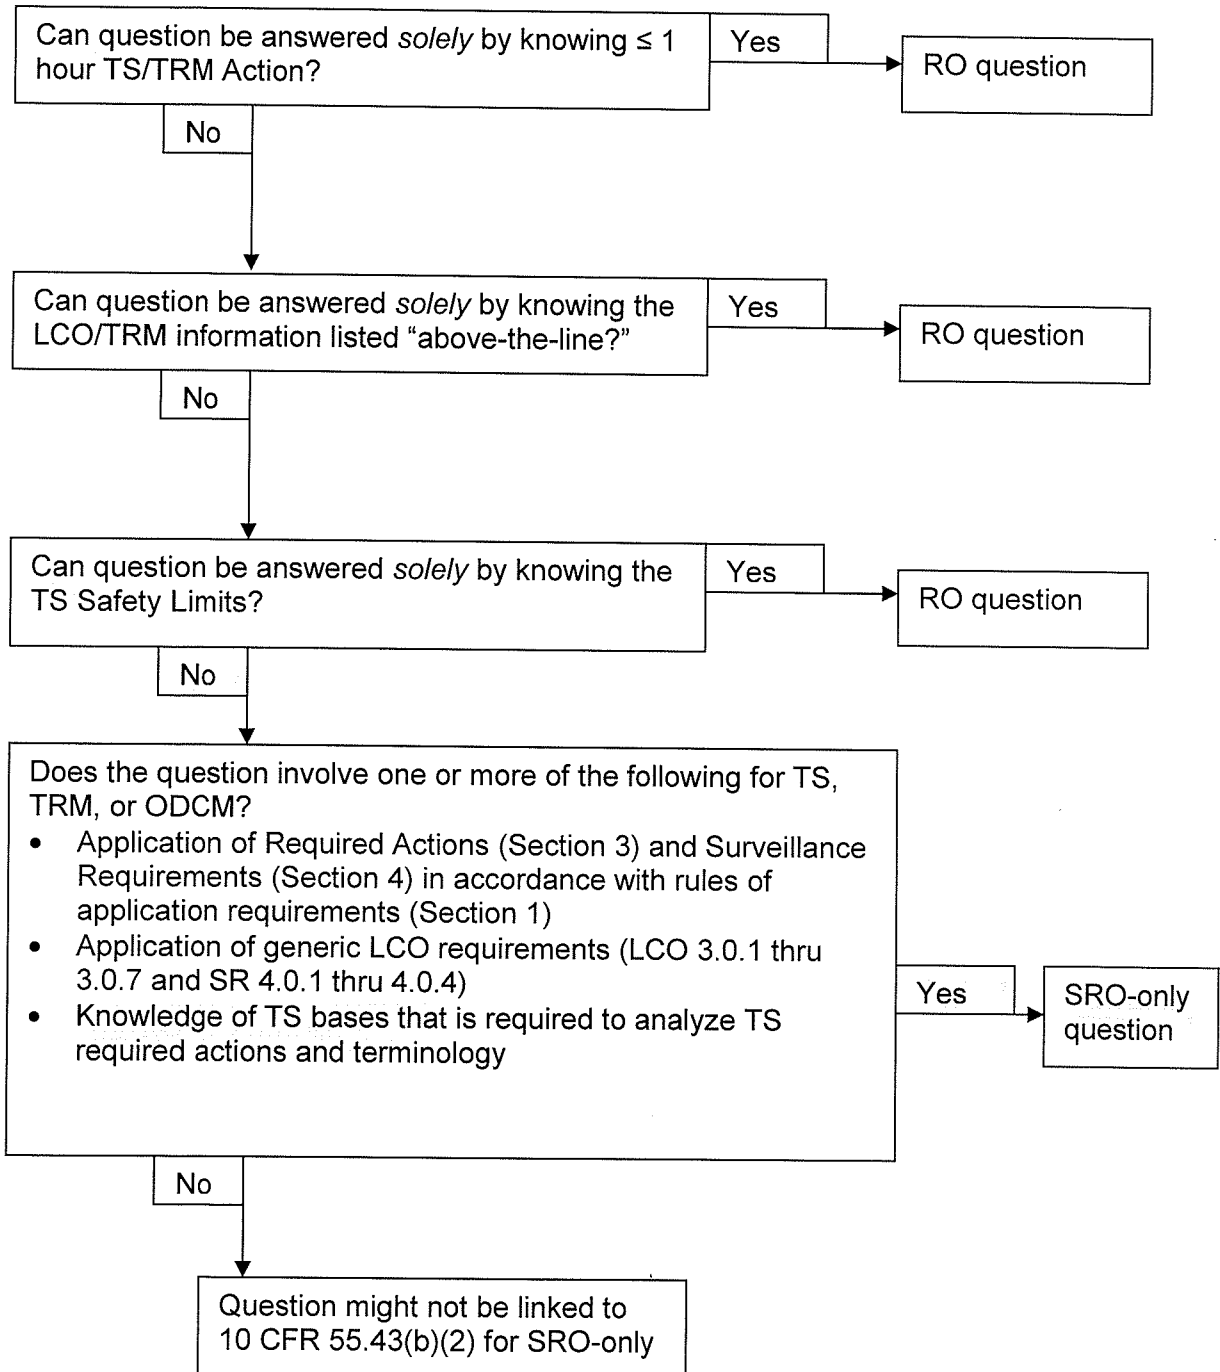 Can question be answered solely by knowing ≤ 1
hour TS/TRM Action?
Yes
RO question
No
Can question be answered solely by knowing the
LCO/TRM information listed “above-the-line?”
Yes
RO question
No
Can question be answered solely by knowing the
TS Safety Limits?
Yes
RO question
No
Does the question involve one or more of the following for TS,
TRM, or ODCM?
• Application of Required Actions (Section 3) and Surveillance
Requirements (Section 4) in accordance with rules of
application requirements (Section 1)
• Application of generic LCO requirements (LCO 3.0.1 thru
3.0.7 and SR 4.0.1 thru 4.0.4)
• Knowledge of TS bases that is required to analyze TS
required actions and terminology
Yes
SRO-only
question
No
Question might not be linked to
10 CFR 55.43(b)(2) for SRO-only